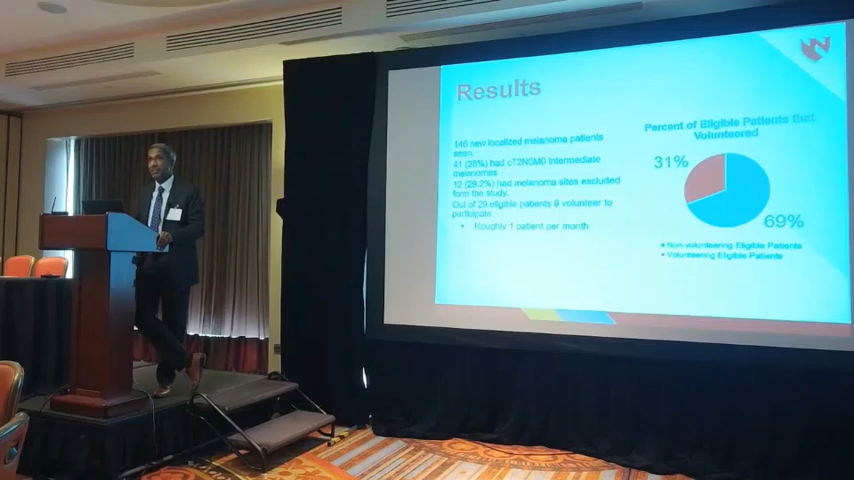 Results
146 new localized melanoma patients
seen.
41 (28%) had cT2N0M0 intermediate
melanomas.
12 (29.2%) had melanoma sites excluded
form the study.
Out of 29 eligible patients 9 volunteer to
participate.
• Roughly 1 patient per month
Percent of Eligible Patients that
Volunteered
31%
69%
• Non-volunteering Eligible Patients
• Volunteering Eligible Patients
N